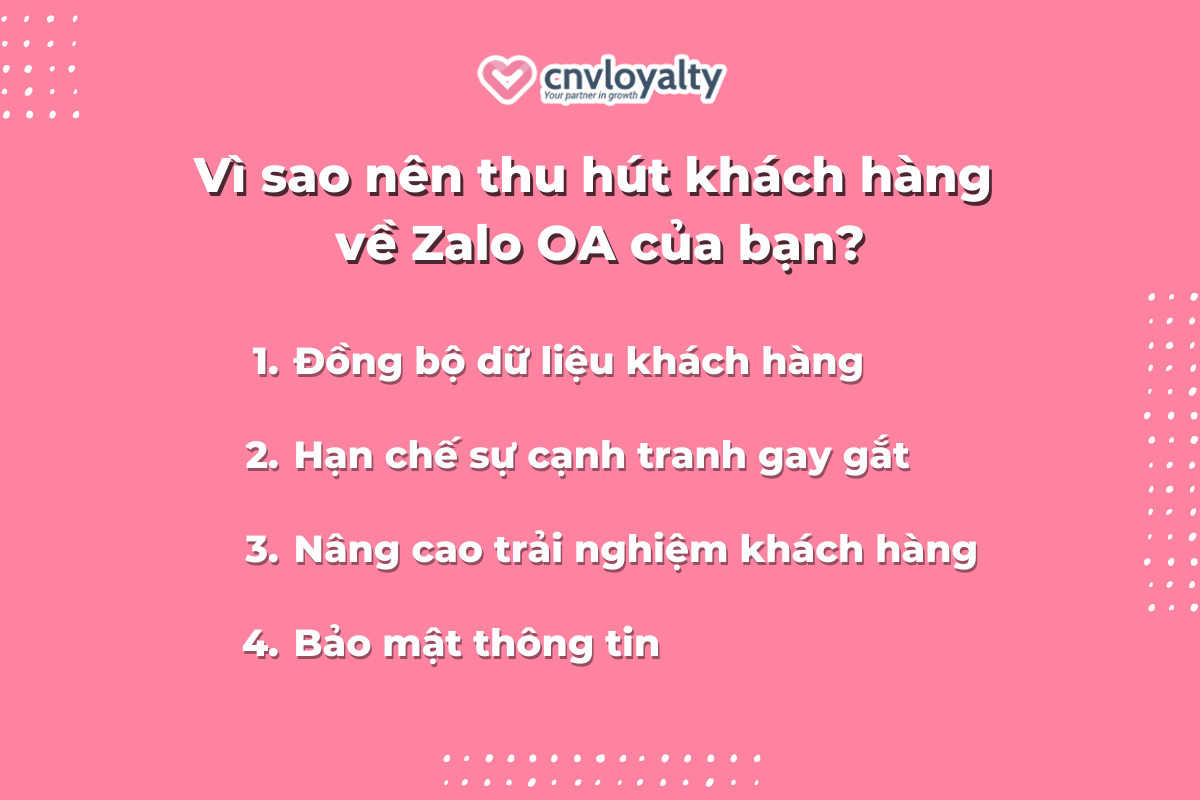 cnvloyalty
Your partner in growth
Vì sao nên thu hút khách hàng
về Zalo OA của bạn?
1. Đồng bộ dữ liệu khách hàng
2. Hạn chế sự cạnh tranh gay gắt
3. Nâng cao trải nghiệm khách hàng
4. Bảo mật thông tin